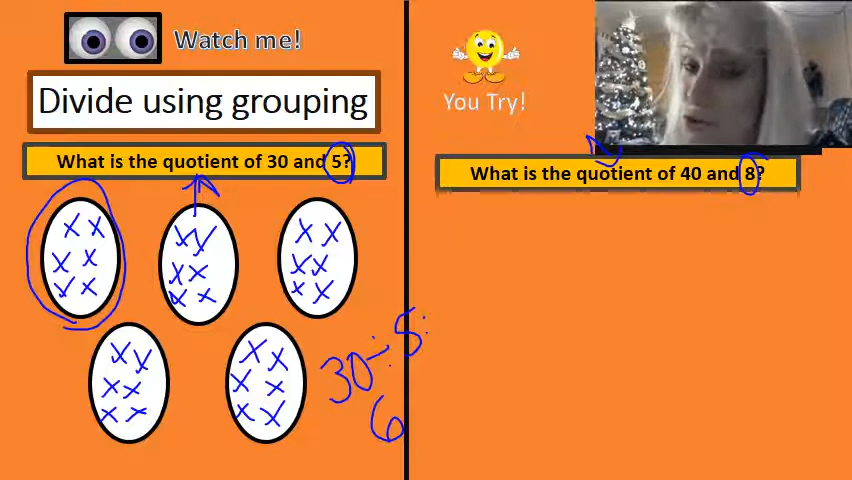 Watch me!
Divide using grouping
What is the quotient of 30 and 5?
30 ÷ 5:
6
You Try!
What is the quotient of 40 and 8?